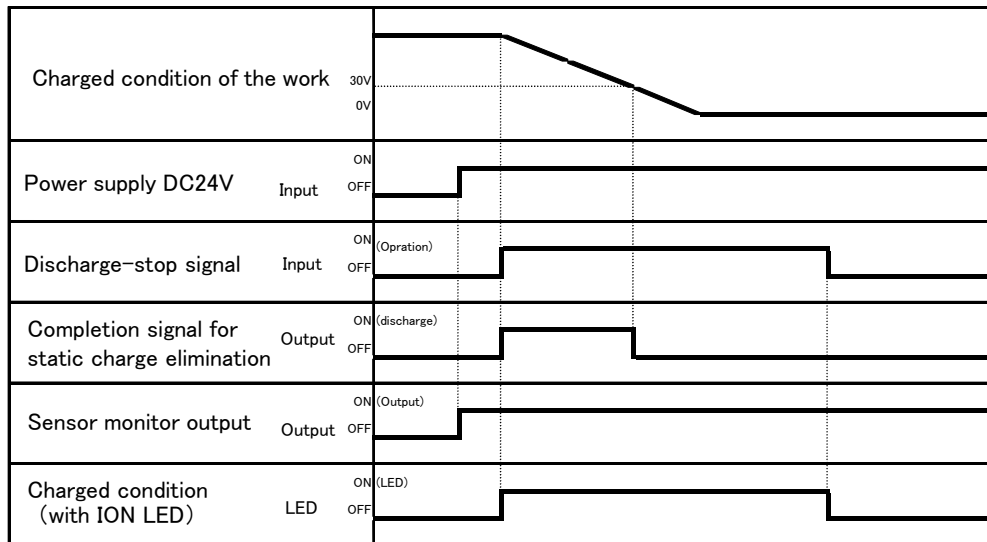 Charged condition of the work
30V
0V
Power supply DC24V Input
ON
OFF
Discharge-stop signal Input
ON (Opration)
OFF
Completion signal for
static charge elimination
Output
ON (discharge)
OFF
Sensor monitor output Output
ON (Output)
OFF
Charged condition
(with ION LED)
LED
ON (LED)
OFF